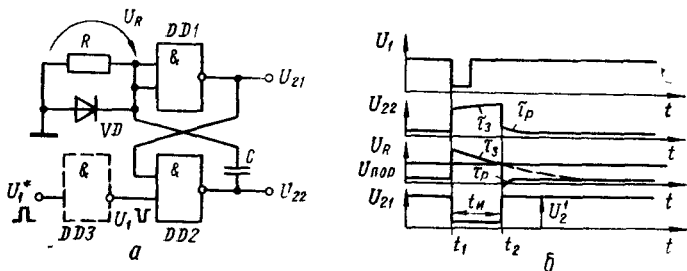 U_R
R
DD1
&
U_21
VD
C
&
U_1*
&
U_1
DD3
DD2
U_22
а
U_1
t
U_22
τ_з
τ_р
t
U_R
τ_з
U_пор
τ_р
t
U_21
t_и
U_2^1
t_1
t_2
t
б